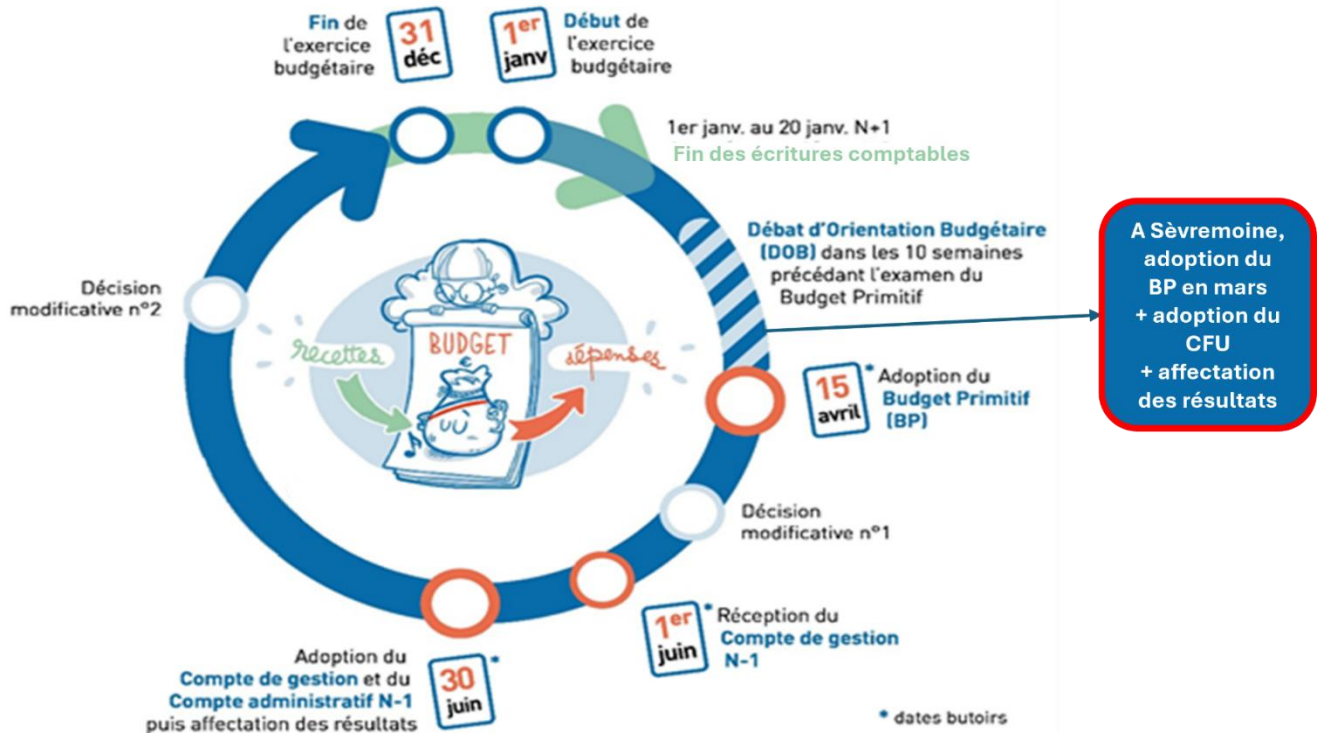 Fin de
l'exercice
budgétaire
31
déc
1er
janv
Début de
l'exercice
budgétaire
1er janv. au 20 janv. N+1
Fin des écritures comptables
Débat d'Orientation Budgétaire
(DOB) dans les 10 semaines
précédant l'examen du
Budget Primitif
A Sèvremoine,
adoption du
BP en mars
+ adoption du
CFU
+ affectation
des résultats
Décision
modificative n°2
recettes
BUDGET
€
dépenses
15
avril
* Adoption du
Budget Primitif
(BP)
Décision
modificative n°1
1er
juin
* Réception du
Compte de gestion
N-1
Adoption du
Compte de gestion et du
Compte administratif N-1
puis affectation des résultats
30
juin
*
* dates butoirs